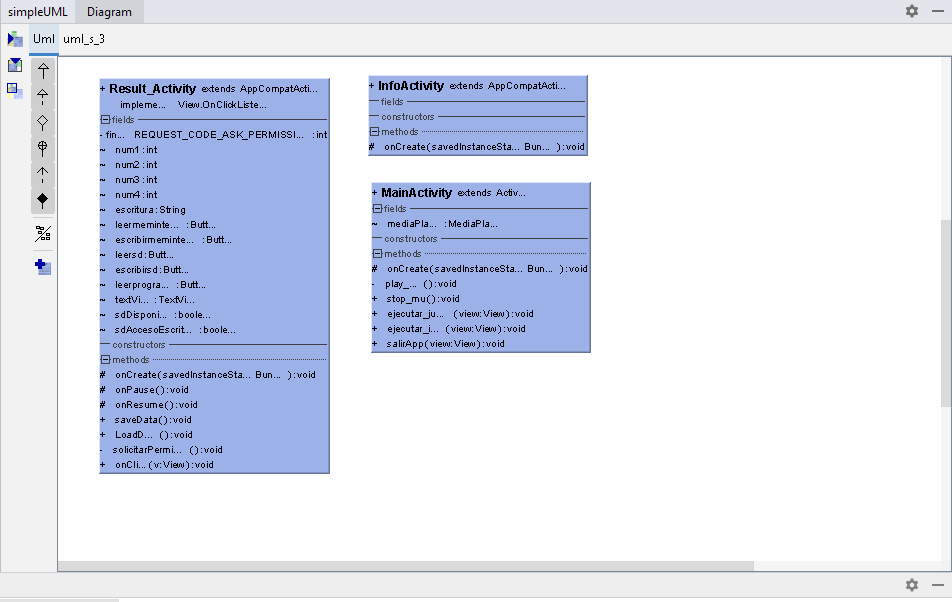 simpleUML Diagram
Uml uml_s_3
+ Result_Activity extends AppCompatActi...
impleme... View.OnClickListe...
fields
- fin... REQUEST_CODE_ASK_PERMISSI... :int
~ num1:int
~ num2:int
~ num3:int
~ num4:int
~ escritura:String
~ leermeminte... :Butt...
~ escribirmeminte... :Butt...
~ leersd:Butt...
~ escribirsd:Butt...
~ leerprogra... :Butt...
~ textVi... :TextVi...
~ sdDisponi... :boole...
~ sdAccesoEscrit... :boole...
constructors
methods
# onCreate(savedInstanceSta... Bun... ):void
# onPause():void
# onResume():void
+ saveData():void
+ LoadD... ():void
- solicitarPermi... ():void
+ onCli...(v:View):void
+ InfoActivity extends AppCompatActi...
fields
constructors
methods
# onCreate(savedInstanceSta... Bun... ):void
+ MainActivity extends Activ...
fields
~ mediaPla... :MediaPla...
constructors
methods
# onCreate(savedInstanceSta... Bun... ):void
- play_... ():void
+ stop_mu():void
+ ejecutar_ju... (view:View):void
+ ejecutar_i... (view:View):void
+ salirApp(view:View):void